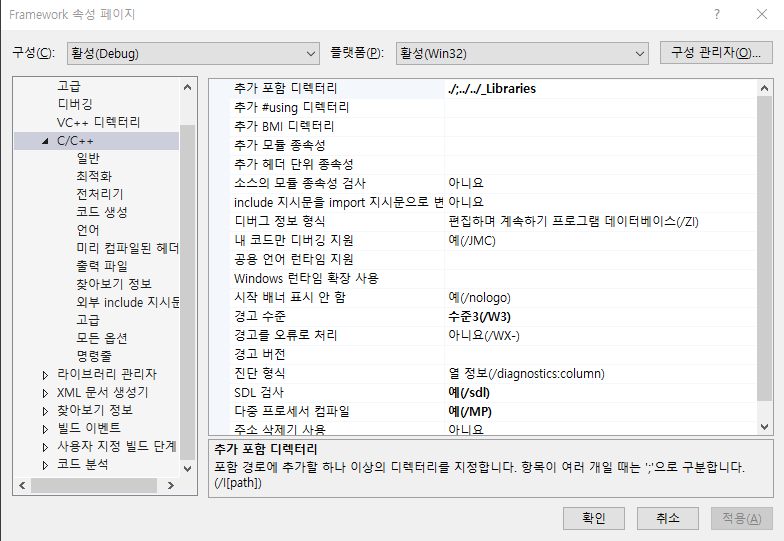 Framework 속성 페이지
구성(C): 활성(Debug) 플랫폼(P): 활성(Win32) 구성 관리자(O)...
고급
디버깅
VC++ 디렉터리
C/C++
일반
최적화
전처리기
코드 생성
언어
미리 컴파일된 헤더
출력 파일
찾아보기 정보
외부 include 지시문
고급
모든 옵션
명령줄
라이브러리 관리자
XML 문서 생성기
찾아보기 정보
빌드 이벤트
사용자 지정 빌드 단계
코드 분석
추가 포함 디렉터리 ./;../../_Libraries
추가 #using 디렉터리
추가 BMI 디렉터리
추가 모듈 종속성
추가 헤더 단위 종속성
소스의 모듈 종속성 검사 아니요
include 지시문을 import 지시문으로 변 아니요
디버그 정보 형식 편집하며 계속하기 프로그램 데이터베이스(/ZI)
내 코드만 디버깅 지원 예(/JMC)
공용 언어 런타임 지원
Windows 런타임 확장 사용
시작 배너 표시 안 함 예(/nologo)
경고 수준 수준3(/W3)
경고를 오류로 처리 아니요(/WX-)
경고 버전
진단 형식 열 정보(/diagnostics:column)
SDL 검사 예(/sdl)
다중 프로세서 컴파일 예(/MP)
주소 삭제기 사용 아니요
추가 포함 디렉터리
포함 경로에 추가할 하나 이상의 디렉터리를 지정합니다. 항목이 여러 개일 때는 ';'으로 구분합니다.
(/I[path])
확인 취소 적용(A)